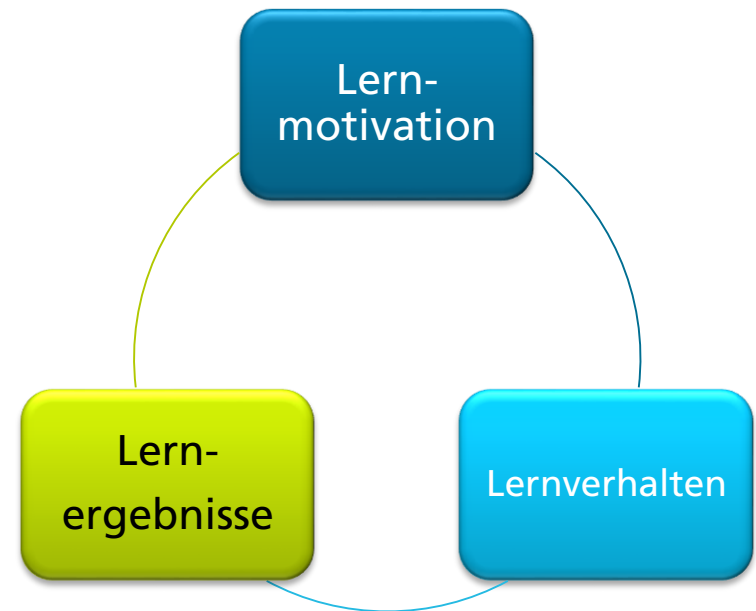 Lern-
motivation
Lern-
ergebnisse
Lernverhalten